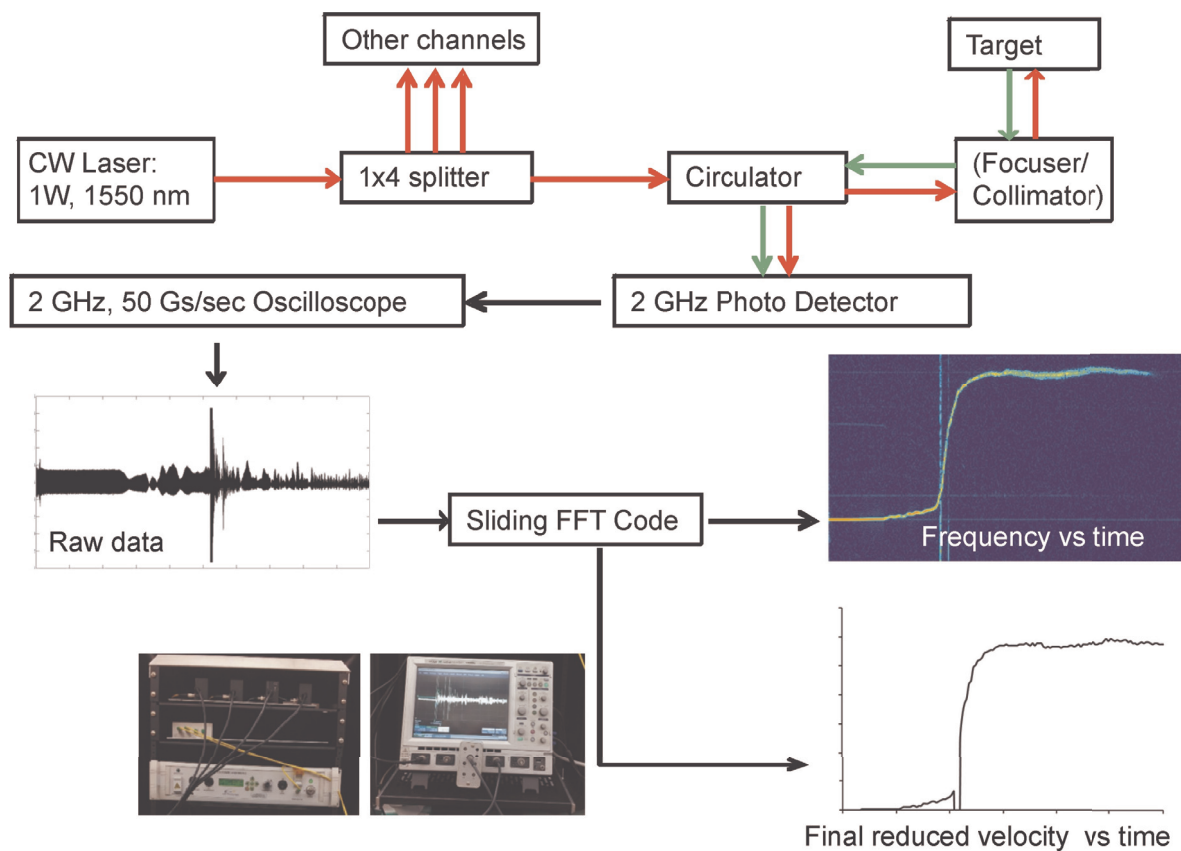 Other channels
Target
CW Laser:
1W, 1550 nm
1x4 splitter
Circulator
(Focuser/
Collimator)
2 GHz, 50 Gs/sec Oscilloscope
2 GHz Photo Detector
Raw data
Sliding FFT Code
Frequency vs time
Final reduced velocity vs time